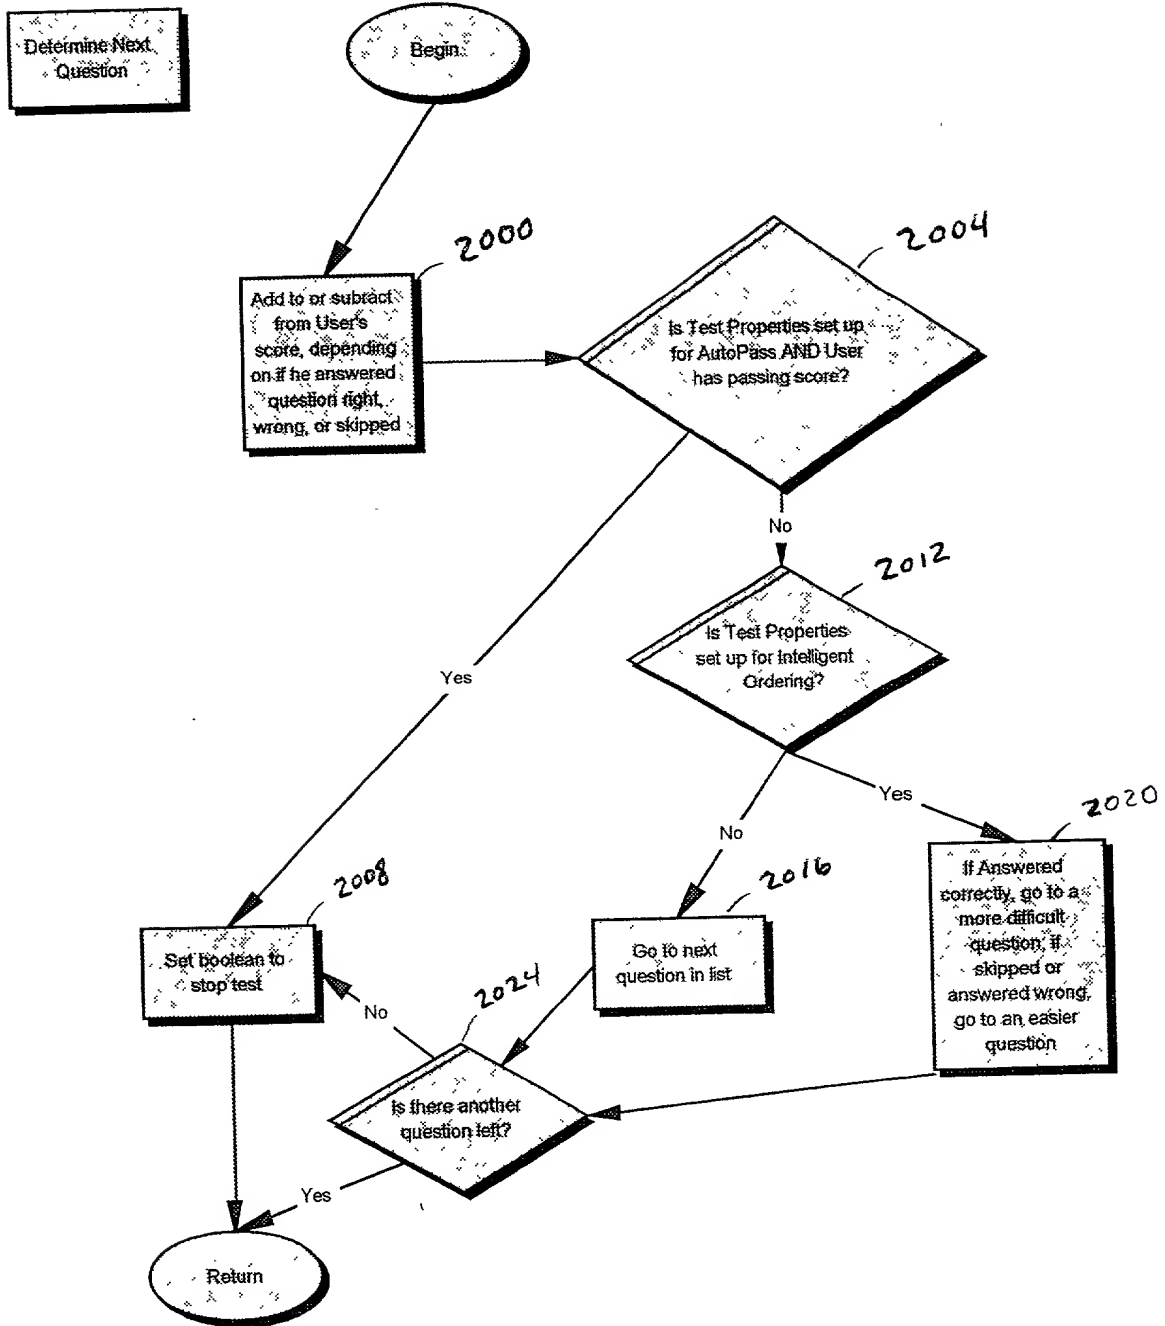 Determine Next
Question
Begin
2000
Add to or subract
from User's
score, depending
on if he answered
question right,
wrong, or skipped
2004
Is Test Properties set up
for AutoPass AND User
has passing score?
No
2012
Is Test Properties
set up for Intelligent
Ordering?
Yes
Yes
No
2020
If Answered
correctly, go to a
more difficult
question, if
skipped or
answered wrong,
go to an easier
question
2016
Go to next
question in list
2008
Set boolean to
stop test
2024
No
Is there another
question left?
Yes
Return